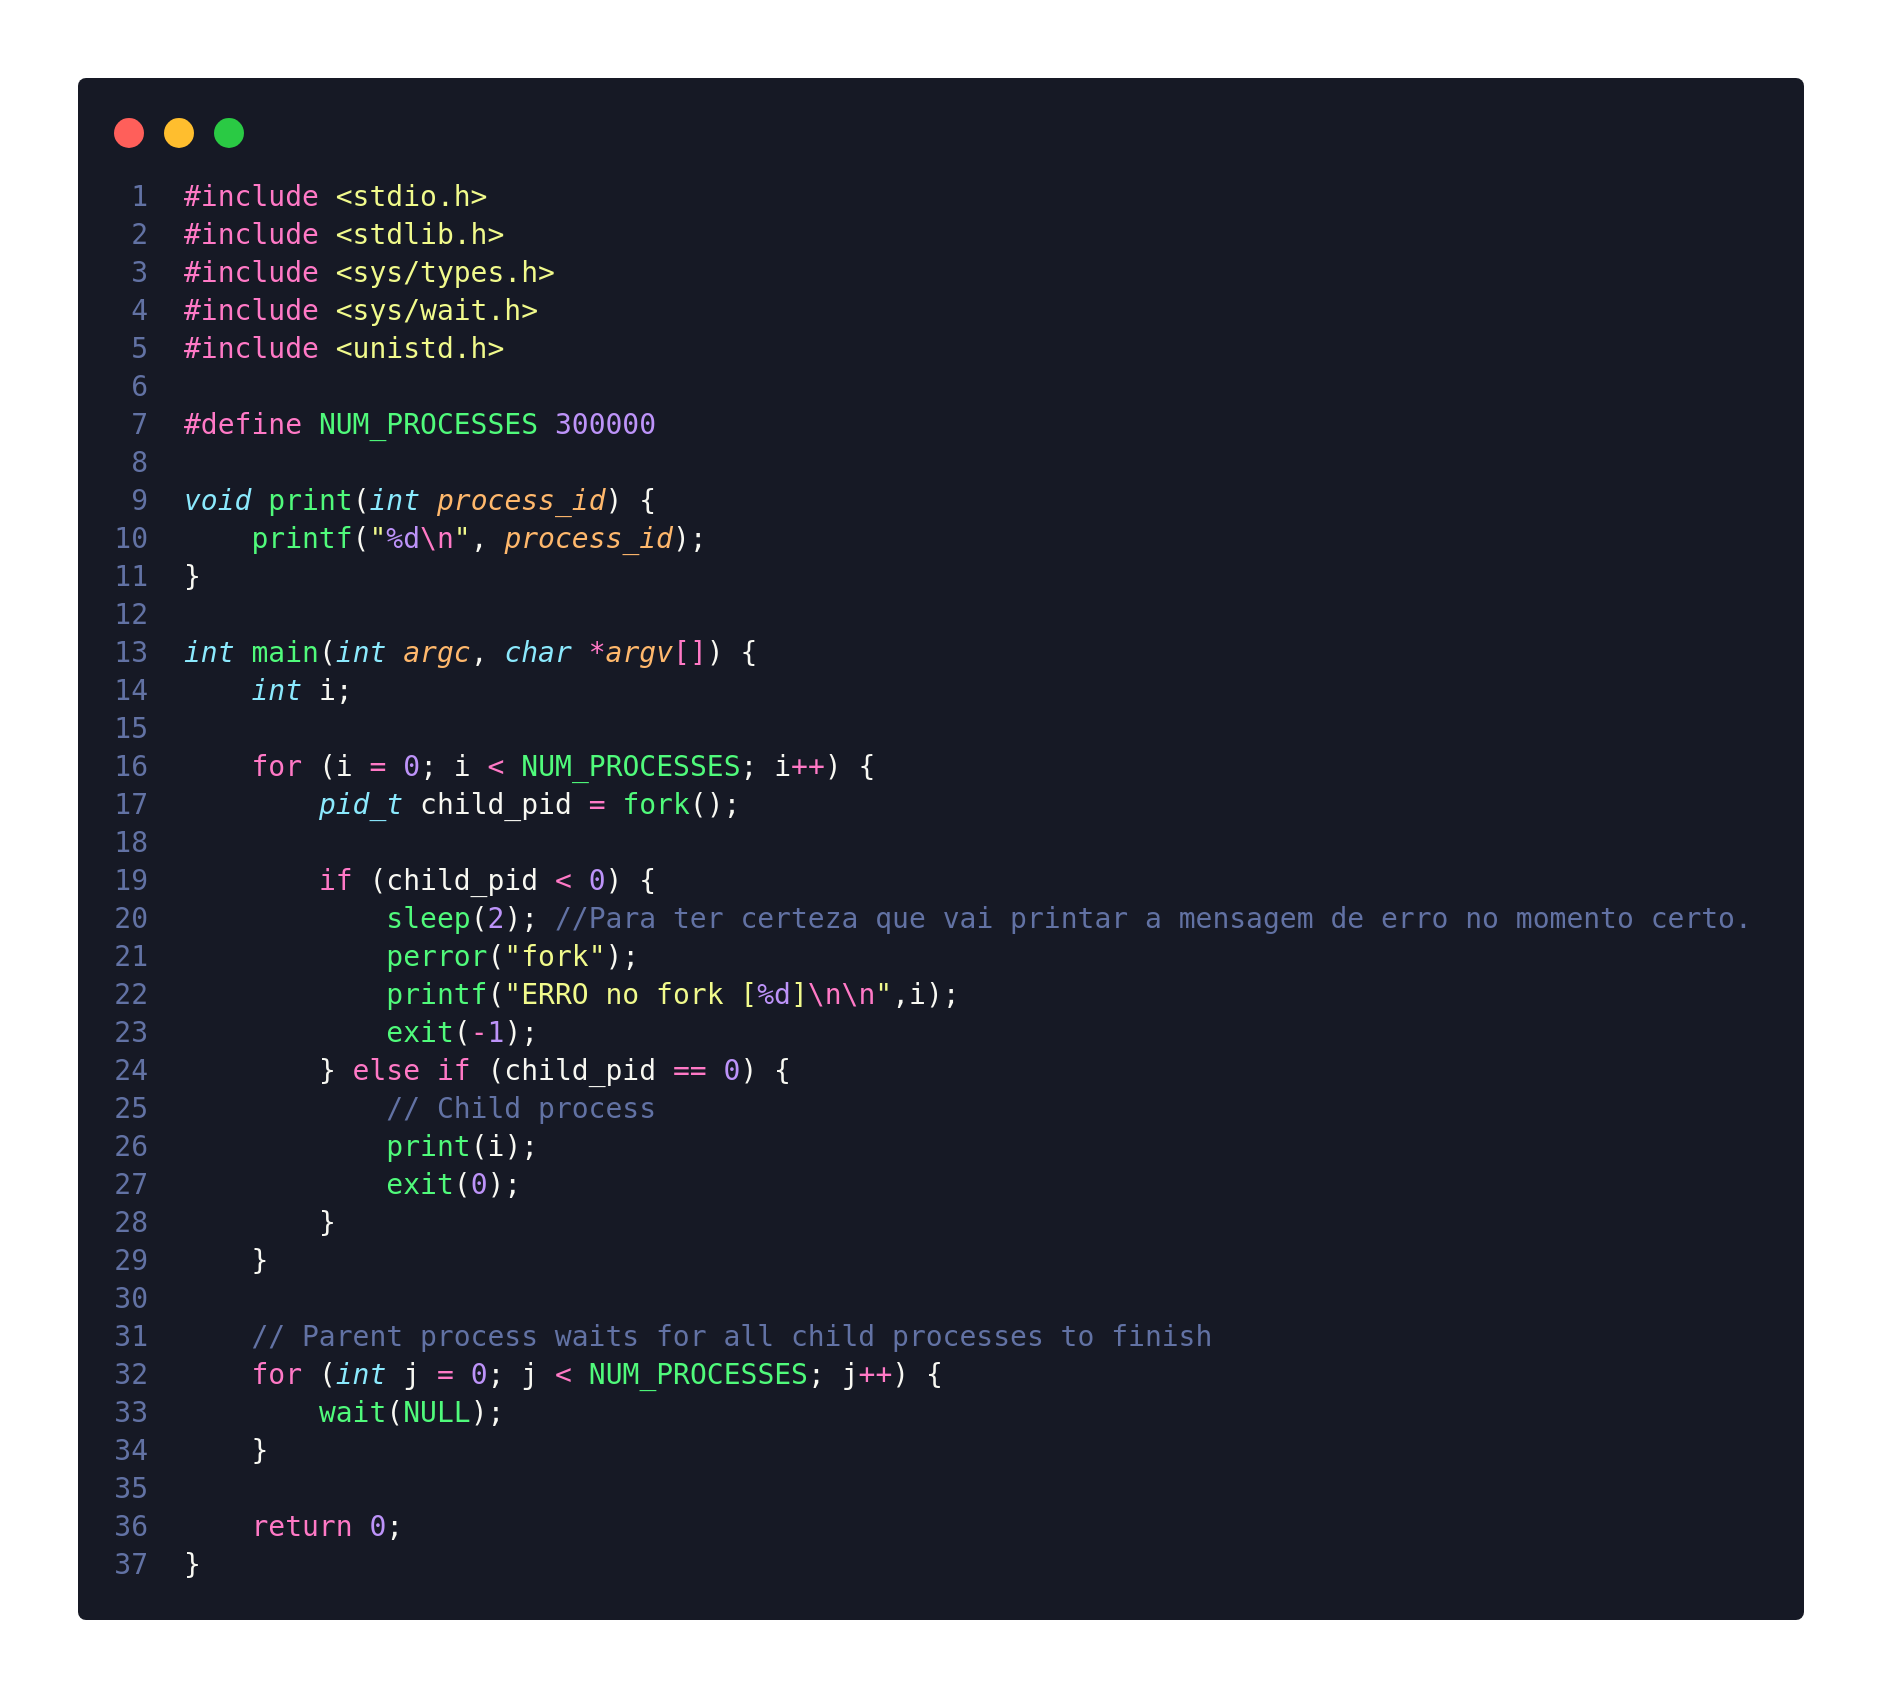 1 #include <stdio.h>
2 #include <stdlib.h>
3 #include <sys/types.h>
4 #include <sys/wait.h>
5 #include <unistd.h>
6
7 #define NUM_PROCESSES 300000
8
9 void print(int process_id) {
10     printf("%d\n", process_id);
11 }
12
13 int main(int argc, char *argv[]) {
14     int i;
15
16     for (i = 0; i < NUM_PROCESSES; i++) {
17         pid_t child_pid = fork();
18
19         if (child_pid < 0) {
20             sleep(2); //Para ter certeza que vai printar a mensagem de erro no momento certo.
21             perror("fork");
22             printf("ERRO no fork [%d]\n\n",i);
23             exit(-1);
24         } else if (child_pid == 0) {
25             // Child process
26             print(i);
27             exit(0);
28         }
29     }
30
31     // Parent process waits for all child processes to finish
32     for (int j = 0; j < NUM_PROCESSES; j++) {
33         wait(NULL);
34     }
35
36     return 0;
37 }